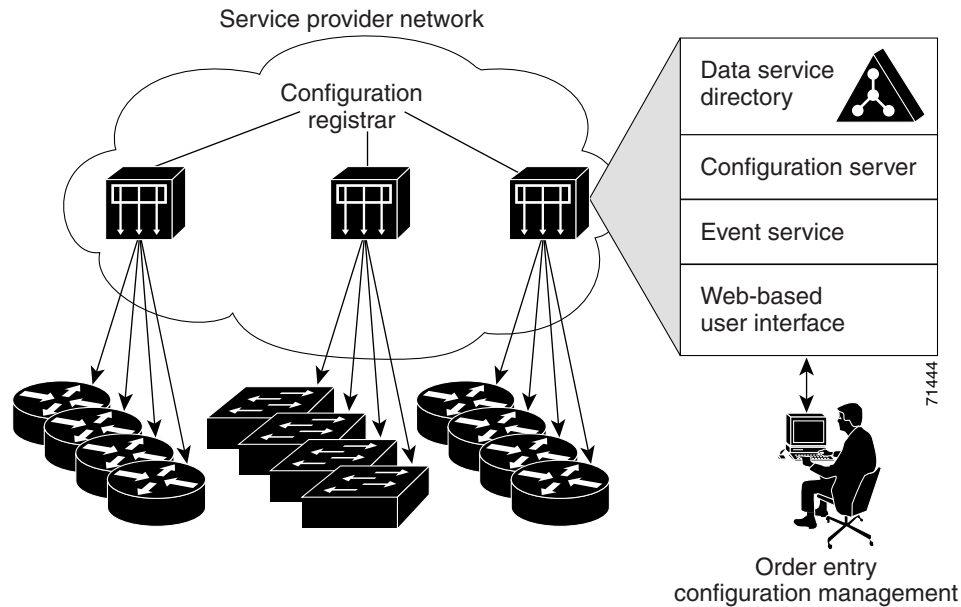 Service provider network
Configuration
registrar
Data service
directory
Configuration server
Event service
Web-based
user interface
71444
Order entry
configuration management